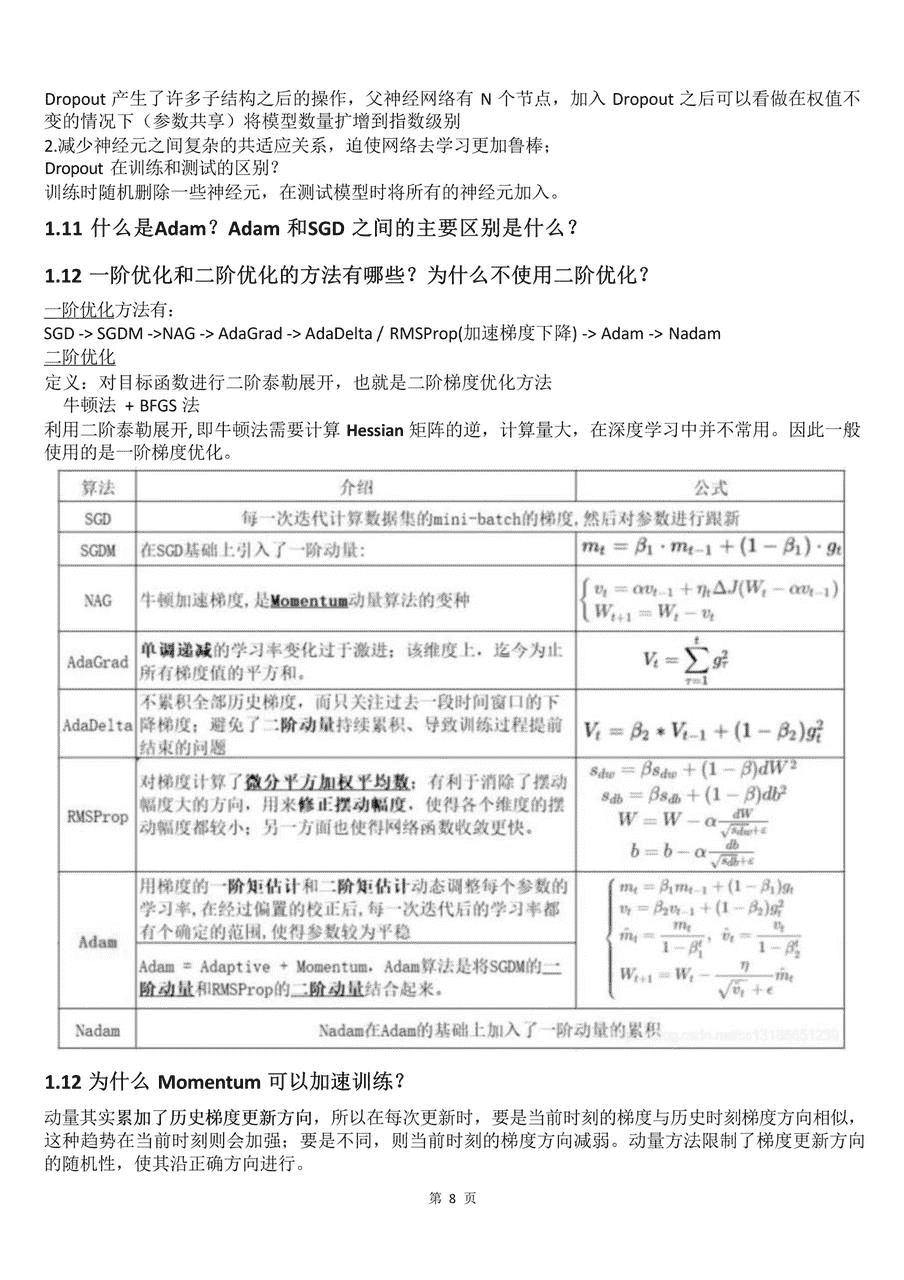 Dropout 产生了许多子结构之后的操作，父神经网络有 N 个节点，加入 Dropout 之后可以看做在权值不
变的情况下（参数共享）将模型数量扩增到指数级别
2.减少神经元之间复杂的共适应关系，迫使网络去学习更加鲁棒；
Dropout 在训练和测试的区别？
训练时随机删除一些神经元，在测试模型时将所有的神经元加入。
1.11 什么是Adam？Adam 和SGD 之间的主要区别是什么？
1.12 一阶优化和二阶优化的方法有哪些？为什么不使用二阶优化？
一阶优化方法有：
SGD -> SGDM ->NAG -> AdaGrad -> AdaDelta / RMSProp(加速梯度下降) -> Adam -> Nadam
二阶优化
定义：对目标函数进行二阶泰勒展开，也就是二阶梯度优化方法
牛顿法 + BFGS 法
利用二阶泰勒展开, 即牛顿法需要计算 Hessian 矩阵的逆，计算量大，在深度学习中并不常用。因此一般
使用的是一阶梯度优化。
算法 介绍 公式
SGD 每一次迭代计算数据集的mini-batch的梯度,然后对参数进行跟新
SGDM 在SGD基础上引入了一阶动量: m_t = β_1 · m_{t-1} + (1 − β_1) · g_t
NAG 牛顿加速梯度,是Momentum动量算法的变种 { v_t = αv_{t-1} + η_tΔJ(W_t − αv_{t-1})
W_{t+1} = W_t − v_t
AdaGrad 单调递减的学习率变化过于激进；该维度上，迄今为止
所有梯度值的平方和。 V_t = ∑_{τ=1}^{t} g_τ^2
AdaDelta 不累积全部历史梯度，而只关注过去一段时间窗口的下
降梯度；避免了二阶动量持续累积、导致训练过程提前
结束的问题 V_t = β_2 * V_{t-1} + (1 − β_2)g_t^2
RMSProp 对梯度计算了微分平方加权平均数；有利于消除了摆动
幅度大的方向，用来修正摆动幅度，使得各个维度的摆
动幅度都较小；另一方面也使得网络函数收敛更快。
s_{dw} = βs_{dw} + (1 − β)dW^2
s_{db} = βs_{db} + (1 − β)db^2
W = W − α dW/(√s_{dw}+ε)
b = b − α db/(√s_{db}+ε)
Adam 用梯度的一阶矩估计和二阶矩估计动态调整每个参数的
学习率,在经过偏置的校正后,每一次迭代后的学习率都
有个确定的范围,使得参数较为平稳
Adam = Adaptive + Momentum，Adam算法是将SGDM的一
阶动量和RMSProp的二阶动量结合起来。
m_t = β_1m_{t-1} + (1 − β_1)g_t
v_t = β_2v_{t-1} + (1 − β_2)g_t^2
m̂_t = m_t/(1 − β_1^t), v̂_t = v_t/(1 − β_2^t)
W_{t+1} = W_t − η/(√v̂_t + ϵ) m̂_t
Nadam Nadam在Adam的基础上加入了一阶动量的累积
1.12 为什么 Momentum 可以加速训练？
动量其实累加了历史梯度更新方向，所以在每次更新时，要是当前时刻的梯度与历史时刻梯度方向相似，
这种趋势在当前时刻则会加强；要是不同，则当前时刻的梯度方向减弱。动量方法限制了梯度更新方向
的随机性，使其沿正确方向进行。
第 8 页